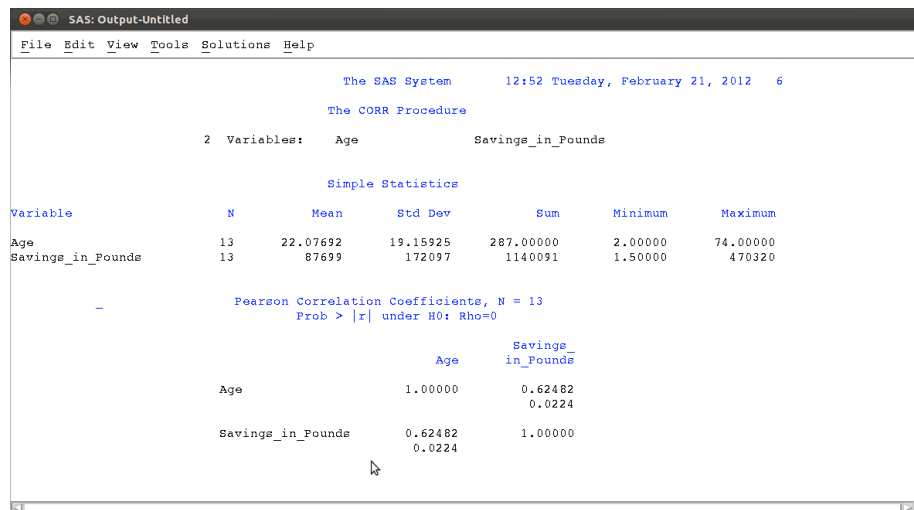 SAS: Output-Untitled
File Edit View Tools Solutions Help
The SAS System 12:52 Tuesday, February 21, 2012 6
The CORR Procedure
2 Variables: Age Savings_in_Pounds
Simple Statistics
Variable N Mean Std Dev Sum Minimum Maximum
Age 13 22.07692 19.15925 287.00000 2.00000 74.00000
Savings_in_Pounds 13 87699 172097 1140091 1.50000 470320
Pearson Correlation Coefficients, N = 13
Prob > |r| under H0: Rho=0
Savings_
Age in_Pounds
Age 1.00000 0.62482
0.0224
Savings_in_Pounds 0.62482 1.00000
0.0224